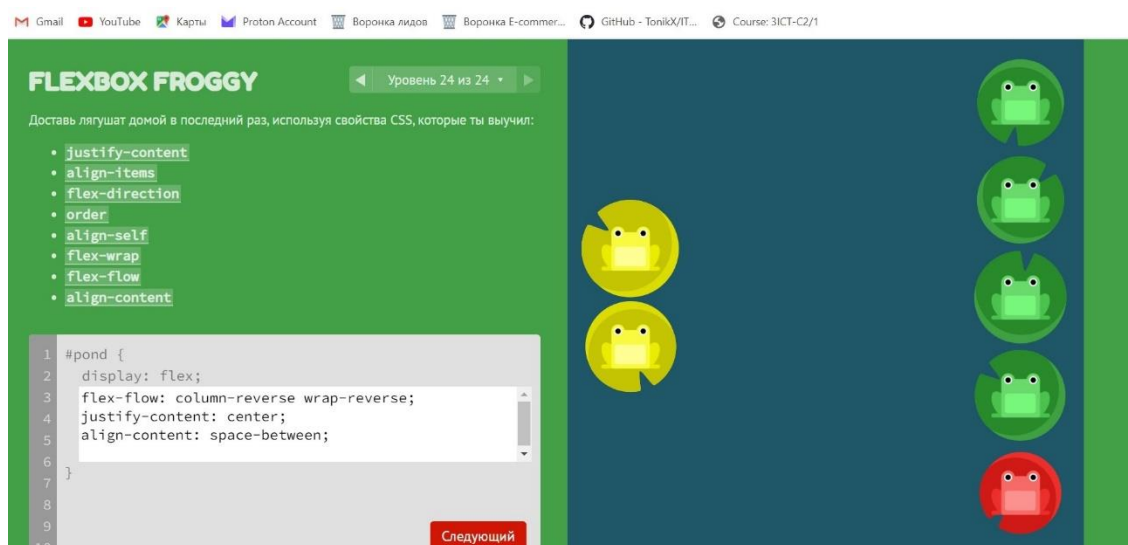 Gmail YouTube Карты Proton Account Воронка лидов Воронка E-commer... GitHub - TonikX/IT... Course: 3ICT-C2/1
FLEXBOX FROGGY
Уровень 24 из 24
Доставь лягушат домой в последний раз, используя свойства CSS, которые ты выучил:
justify-content
align-items
flex-direction
order
align-self
flex-wrap
flex-flow
align-content
1 #pond {
2 display: flex;
3 flex-flow: column-reverse wrap-reverse;
4 justify-content: center;
5 align-content: space-between;
6
7 }
8
9
Следующий